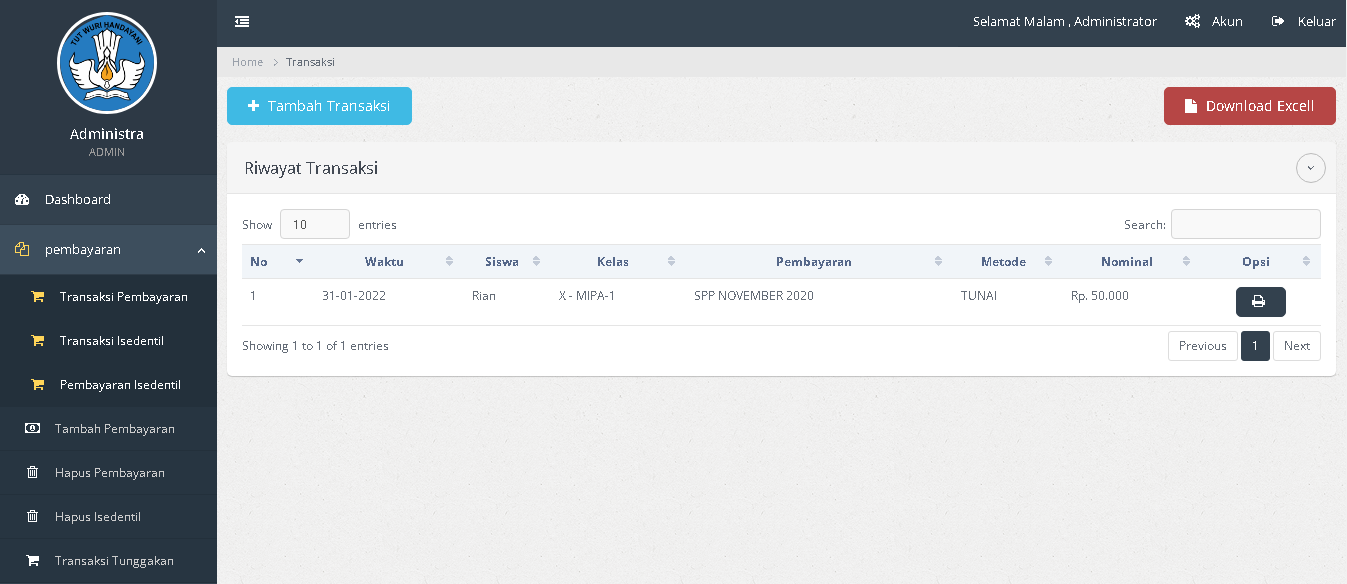 TUT WURI HANDAYANI
Administra
ADMIN
Dashboard
pembayaran
Transaksi Pembayaran
Transaksi Isedentil
Pembayaran Isedentil
Tambah Pembayaran
Hapus Pembayaran
Hapus Isedentil
Transaksi Tunggakan
Selamat Malam , Administrator Akun Keluar
Home > Transaksi
Tambah Transaksi Download Excell
Riwayat Transaksi
Show 10 entries Search:
No Waktu Siswa Kelas Pembayaran Metode Nominal Opsi
1 31-01-2022 Rian X - MIPA-1 SPP NOVEMBER 2020 TUNAI Rp. 50.000
Showing 1 to 1 of 1 entries Previous 1 Next